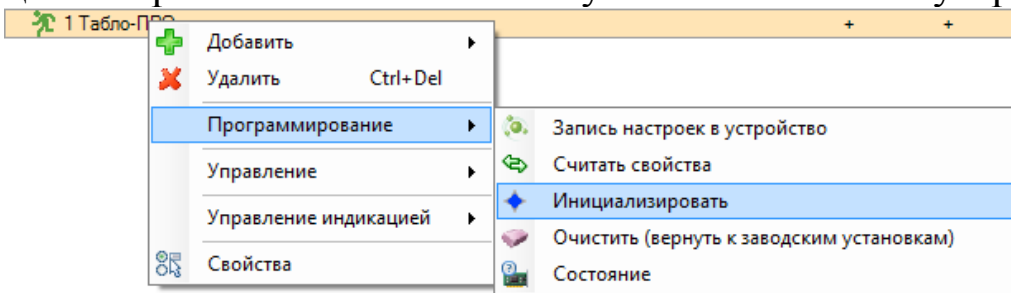 1 Табло-
+ +
Добавить
Удалить Ctrl+Del
Программирование
Управление
Управление индикацией
Свойства
Запись настроек в устройство
Считать свойства
Инициализировать
Очистить (вернуть к заводским установкам)
Состояние